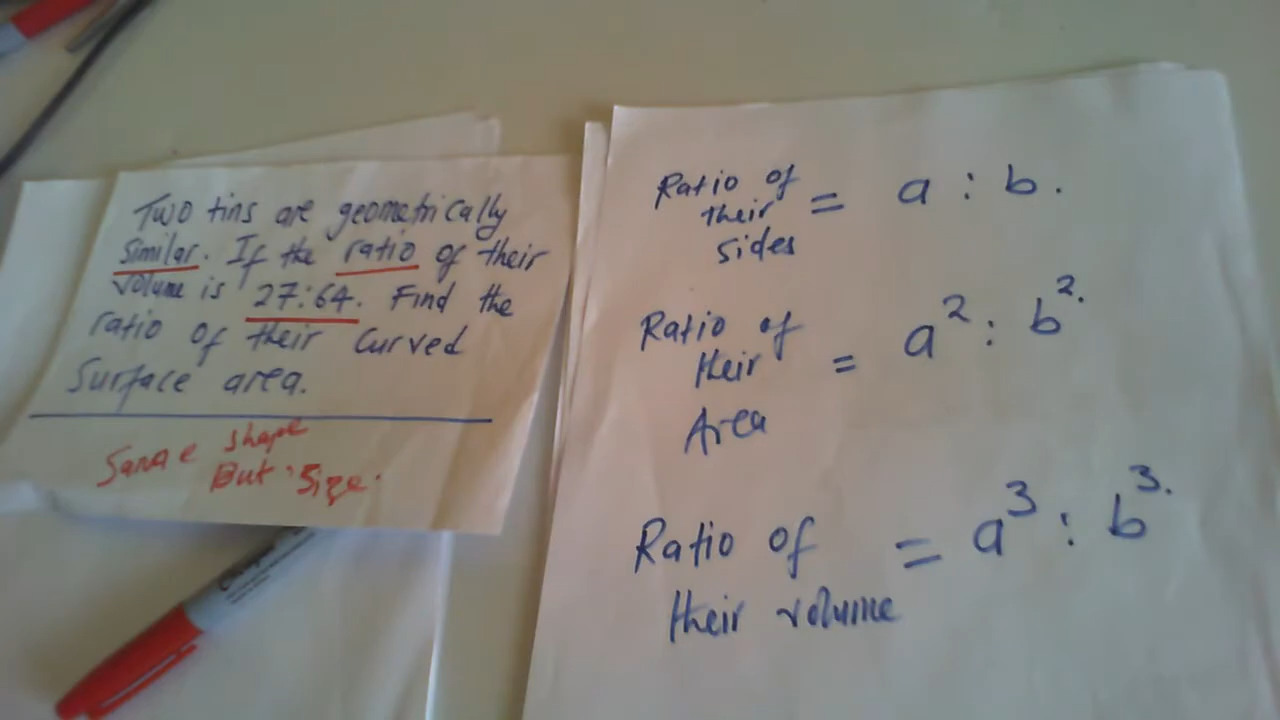 Two tins are geometrically
Similar. If the ratio of their
volume is 27:64. Find the
ratio of their curved
Surface area.
Same shape
But Size.
Ratio of
their
sides
= a : b.
Ratio of
their
Area
= a² : b².
Ratio of
their volume
= a³ : b³.